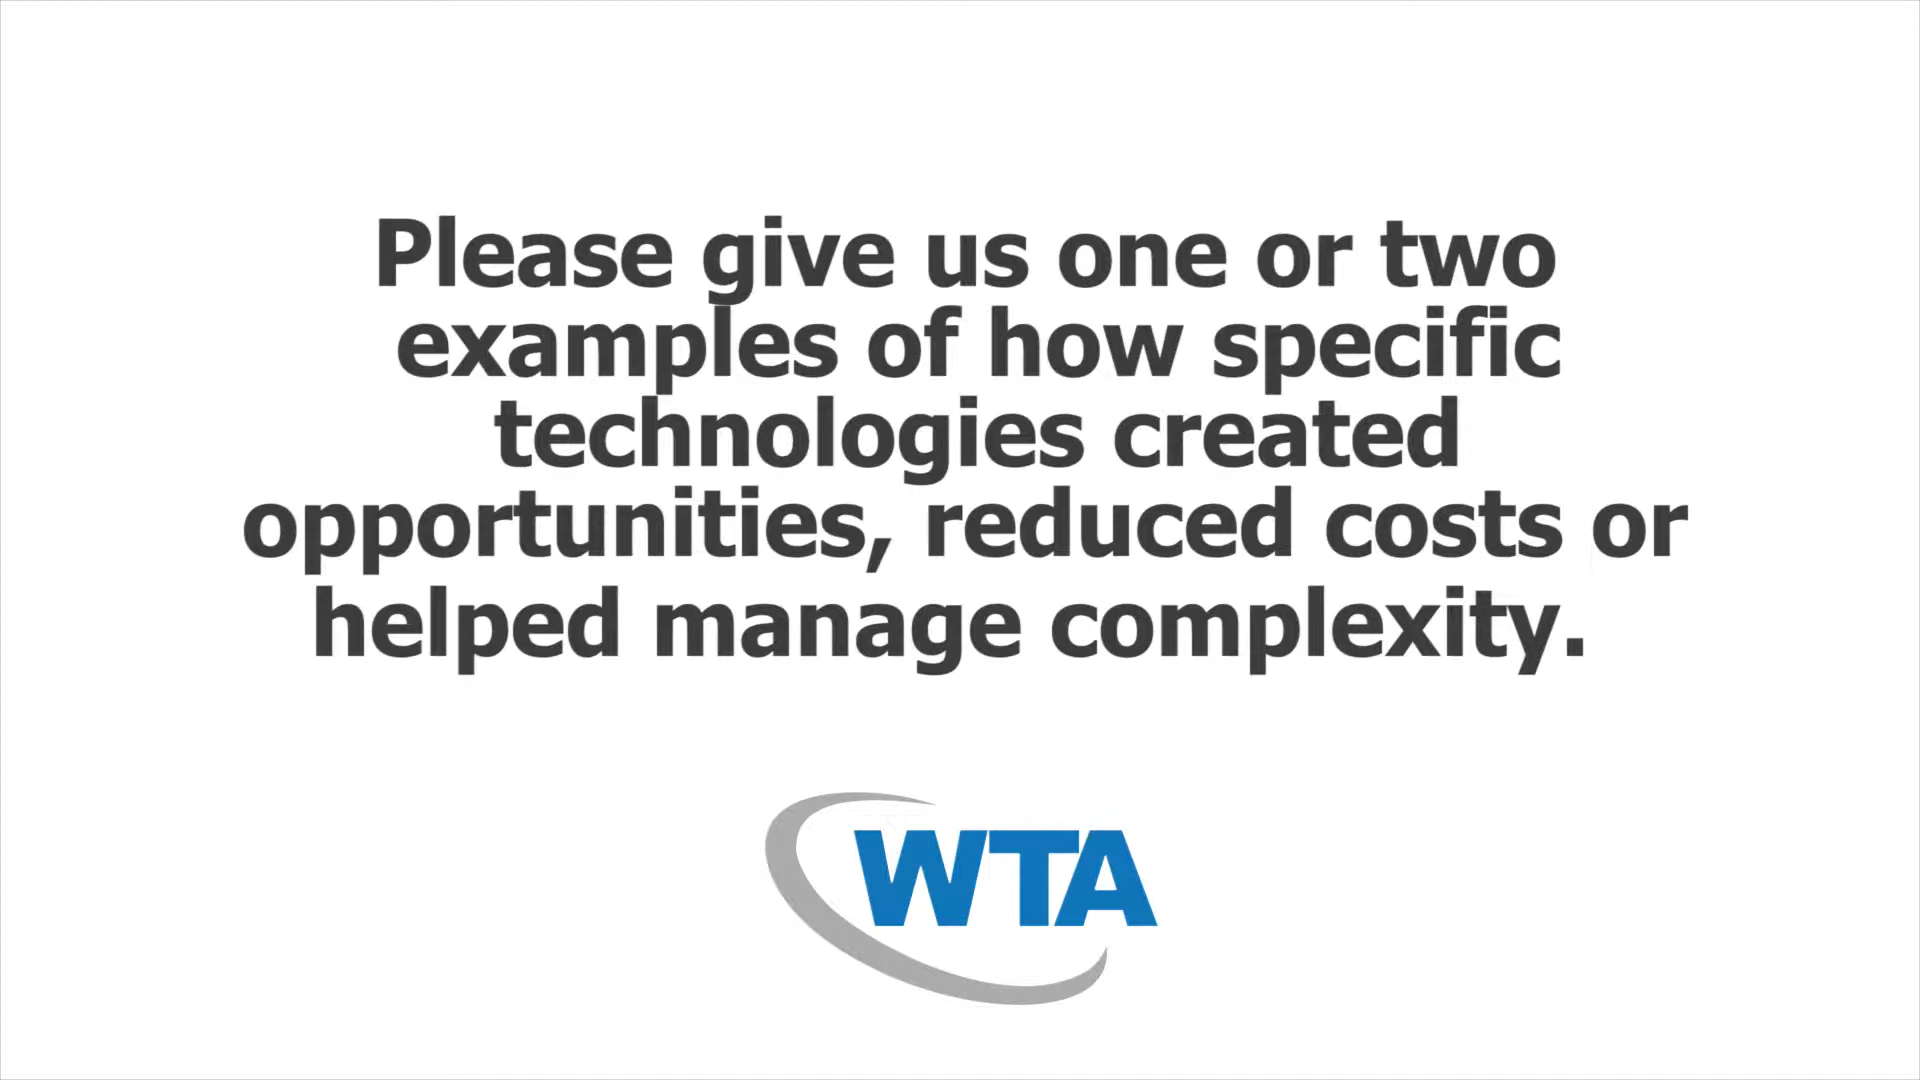 Please give us one or two
examples of how specific
technologies created
opportunities, reduced costs or
helped manage complexity.
WTA